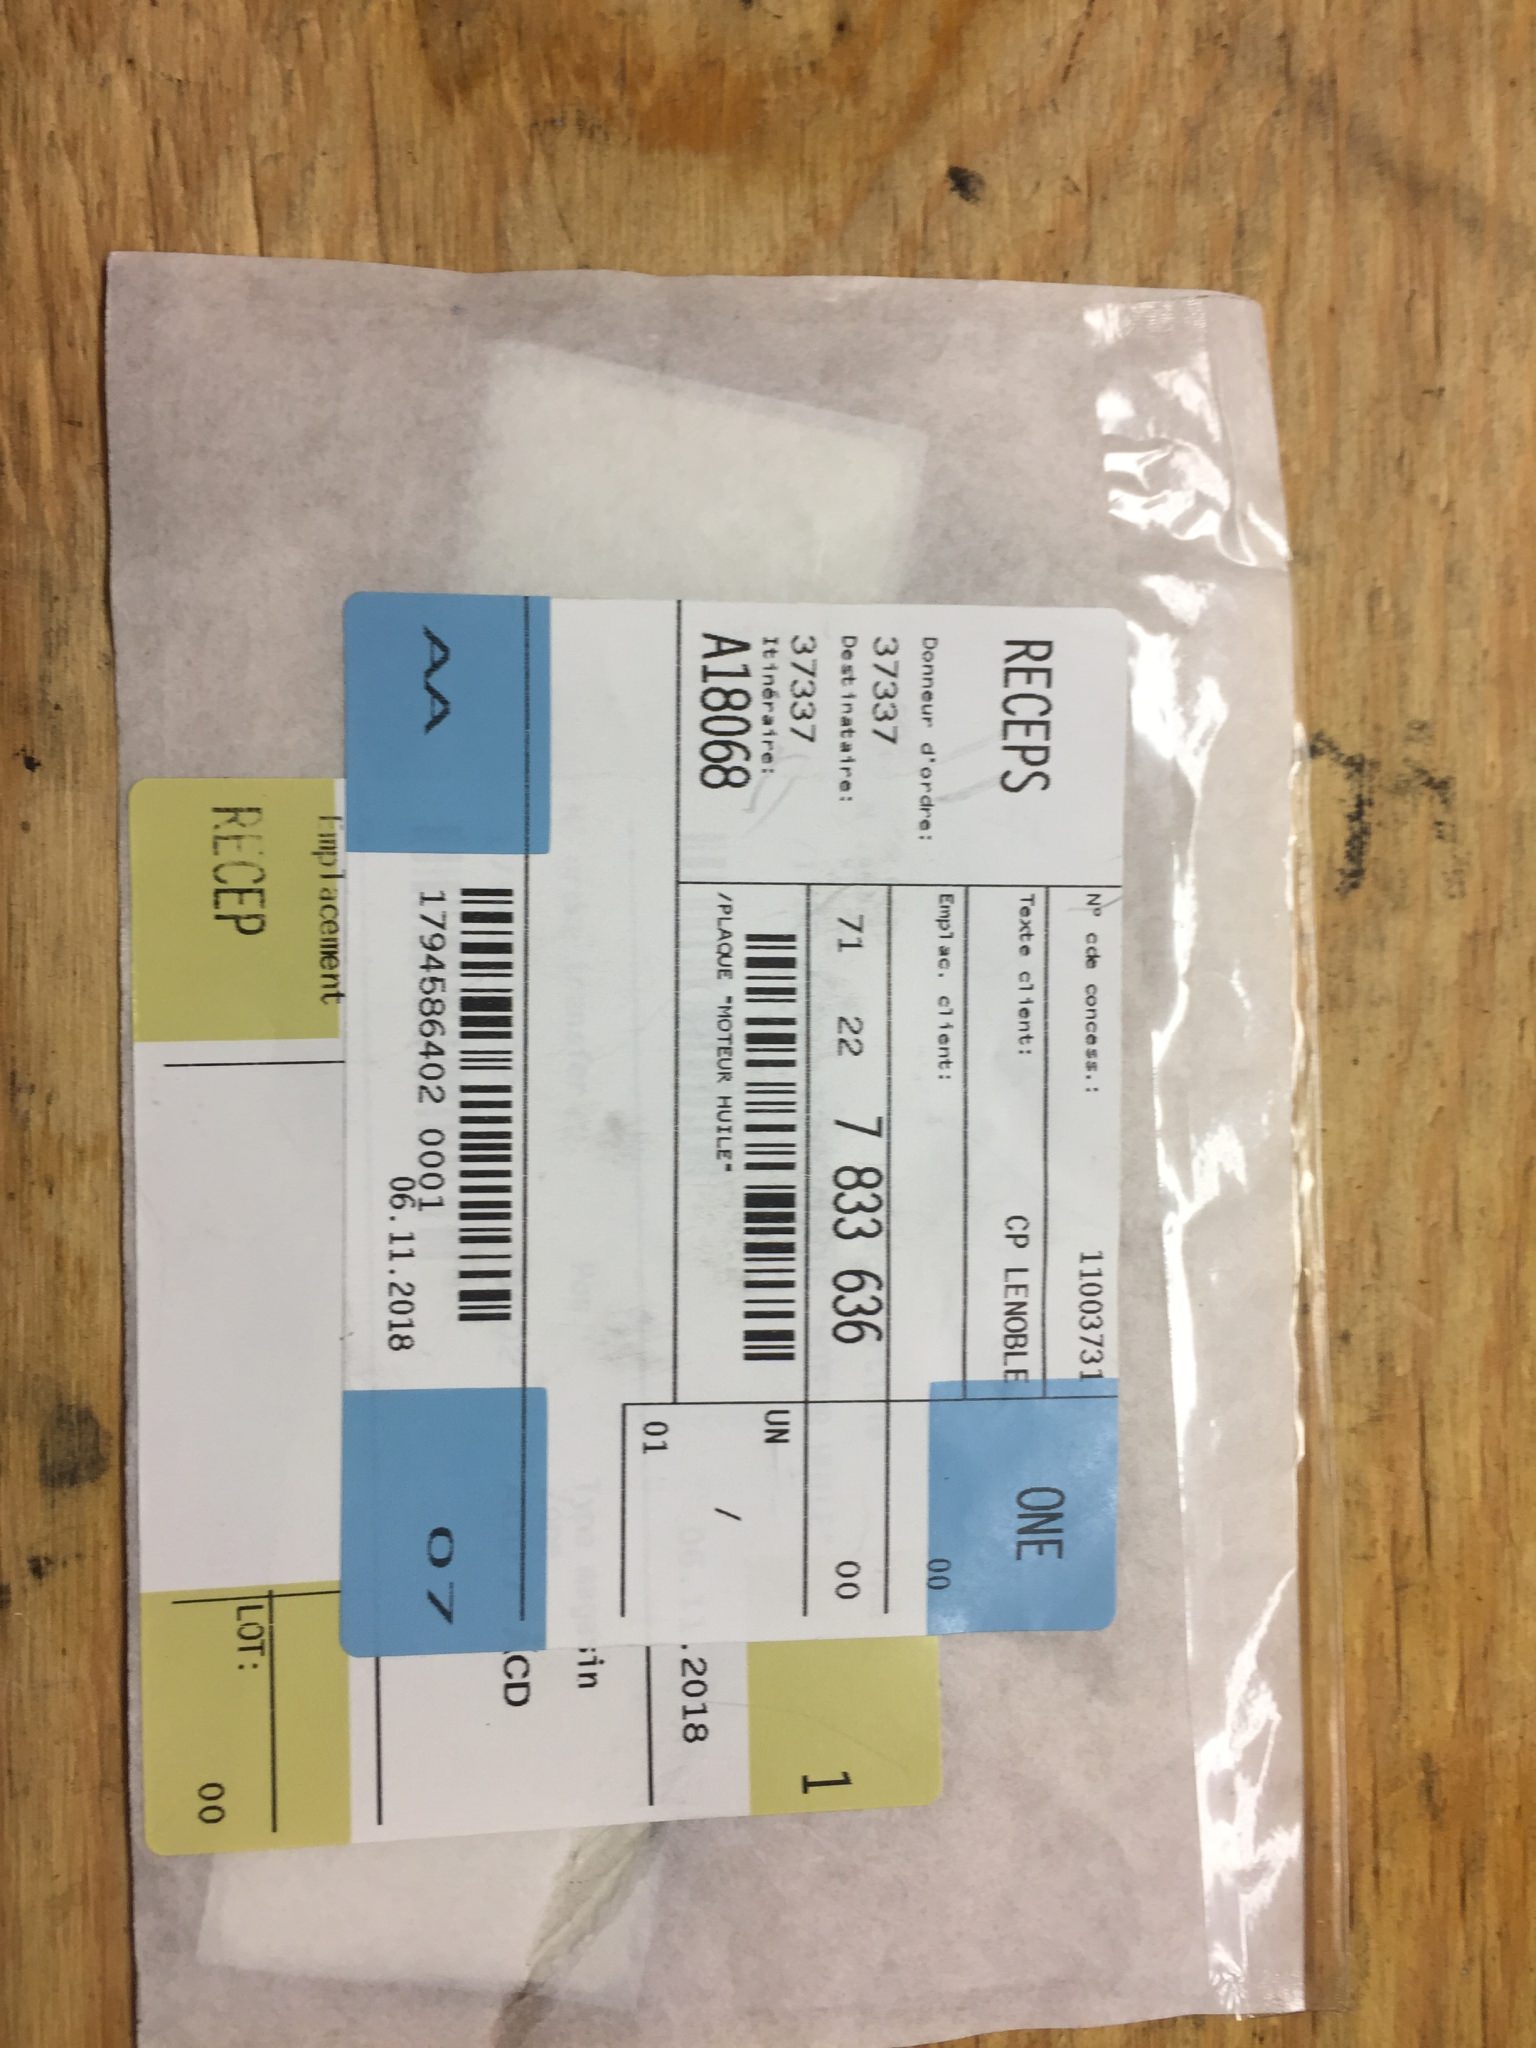 RECEPS
Donneur d'ordre:
37337
Destinataire:
37337
Itinéraire:
A18068
N° cde concess.: 11003731
Texte client:
CP LENOBLE
Emplac. client:
ONE
00
71 22 7 833 636 00
/PLAQUE "MOTEUR HUILE"
UN
/
01
AA
1794586402 0001
06.11.2018
07
Emplacement
RECEP
1
.2018
CD
LOT:
00